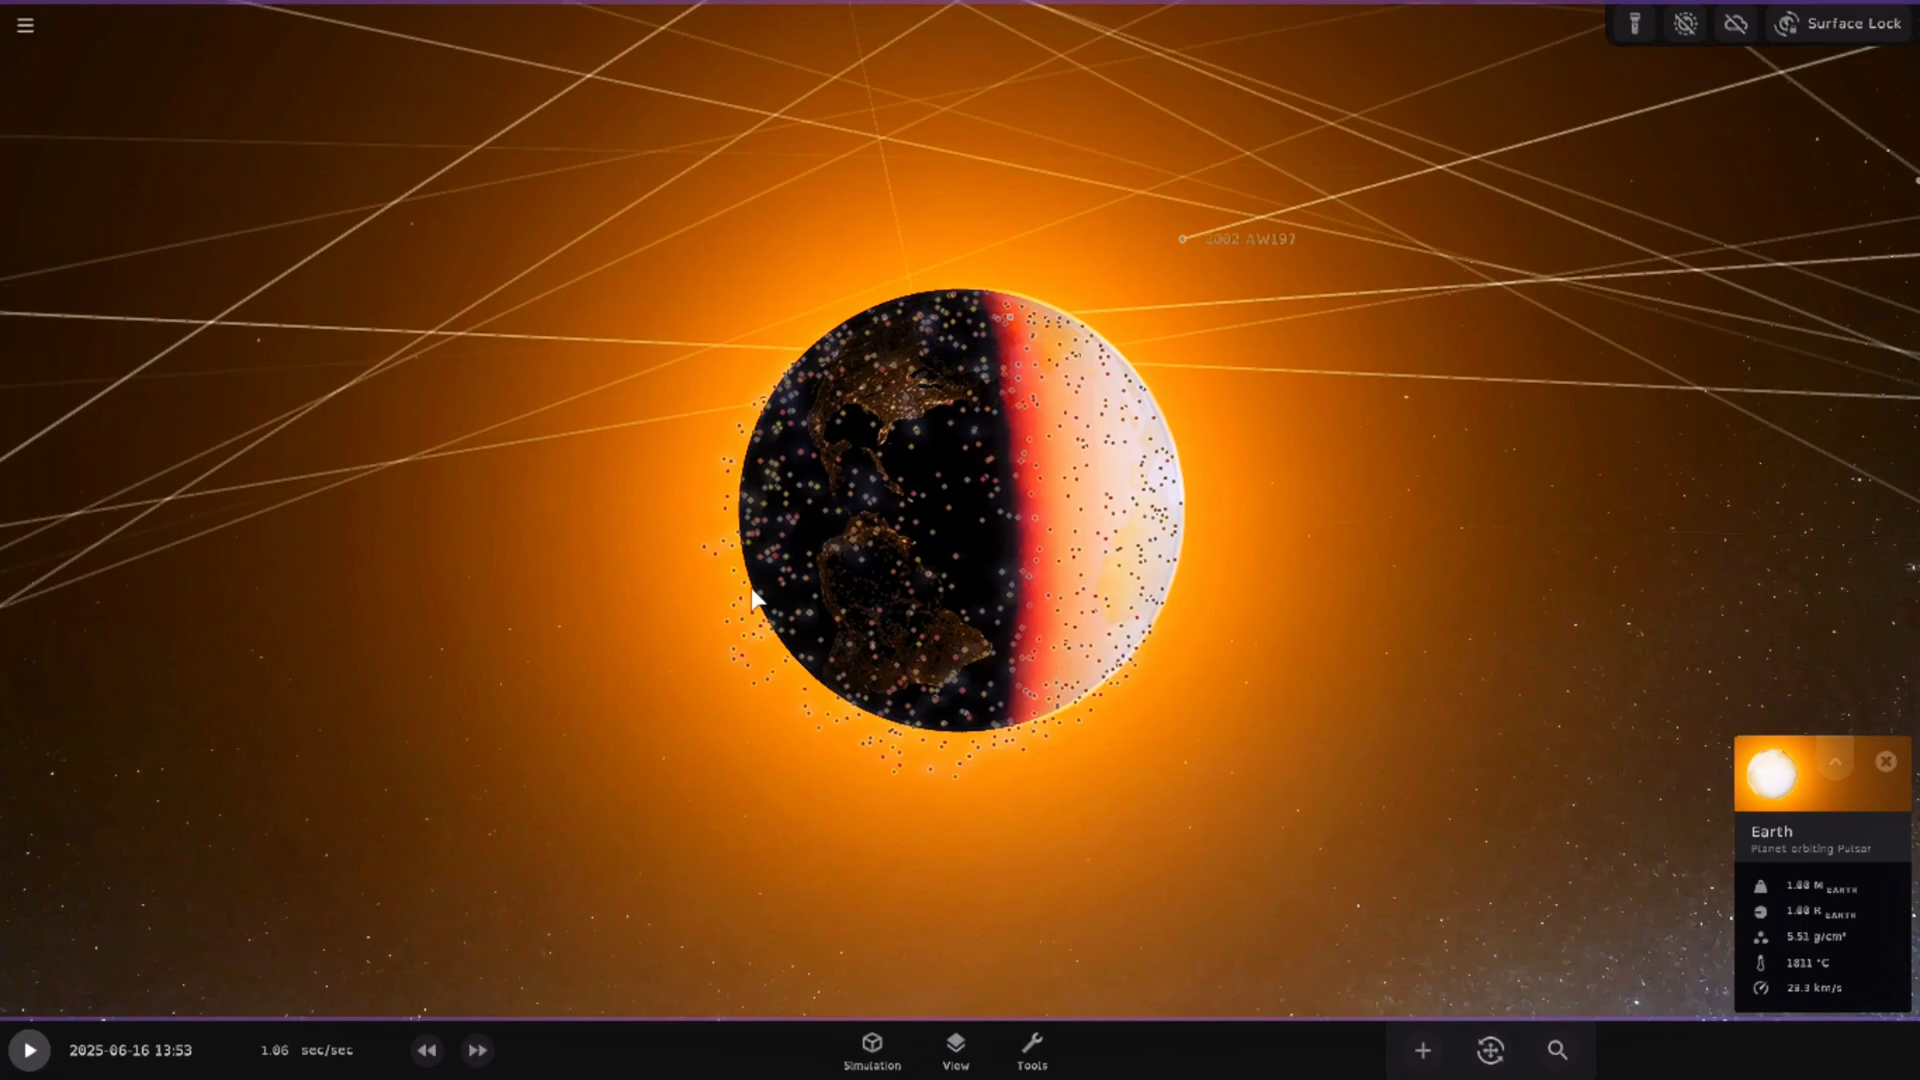 Surface Lock
2002 AW197
Earth
Planet orbiting Pulsar
1.00 M EARTH
1.00 R EARTH
5.51 g/cm³
1811 °C
2025-06-16 13:53
1.06 sec/sec
Simulation
View
Tools